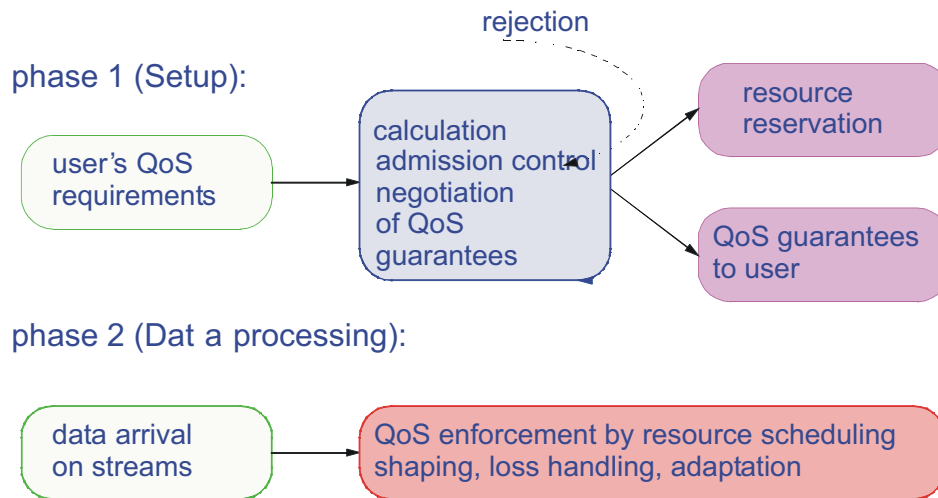 rejection
phase 1 (Setup):
user's QoS
requirements
calculation
admission control
negotiation
of QoS
guarantees
resource
reservation
QoS guarantees
to user
phase 2 (Dat a processing):
data arrival
on streams
QoS enforcement by resource scheduling
shaping, loss handling, adaptation